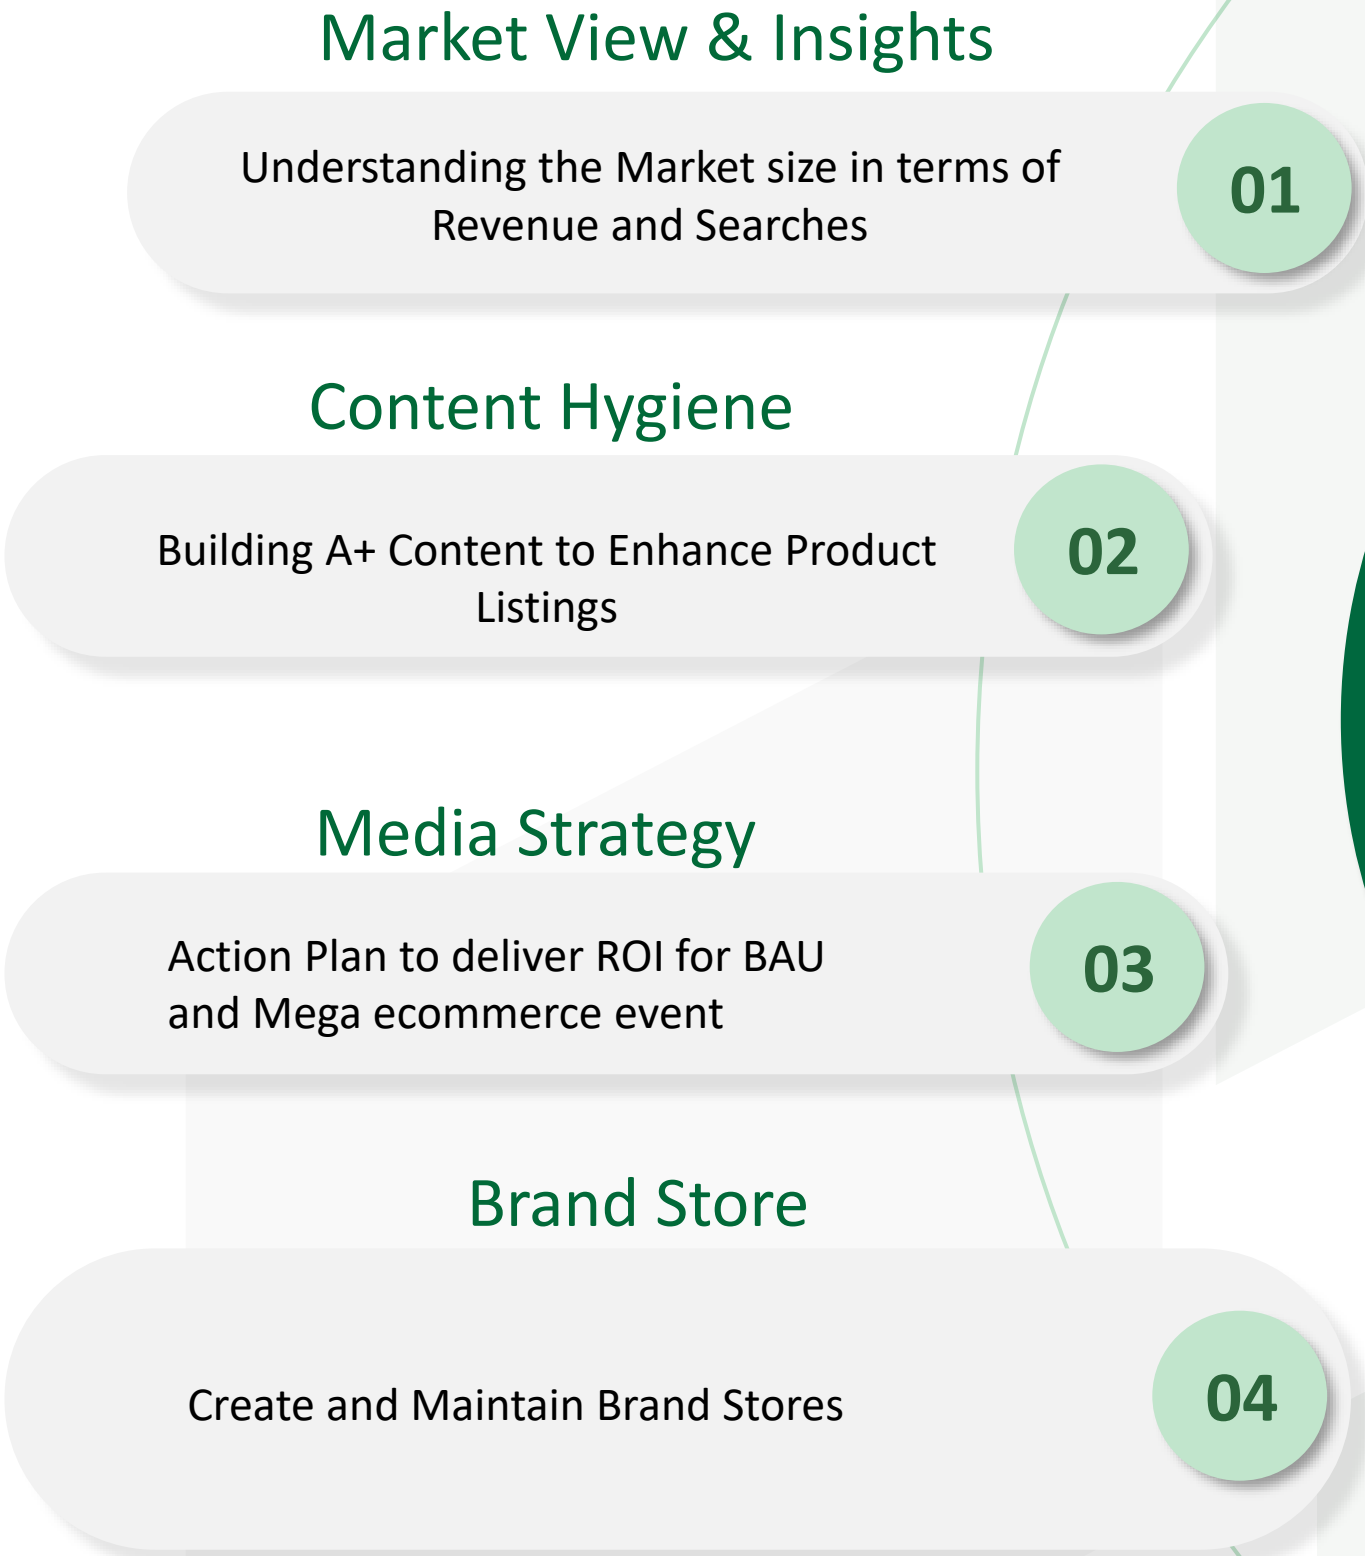 Market View & Insights
Understanding the Market size in terms of
Revenue and Searches
01
Content Hygiene
Building A+ Content to Enhance Product
Listings
02
Media Strategy
Action Plan to deliver ROI for BAU
and Mega ecommerce event
03
Brand Store
Create and Maintain Brand Stores
04